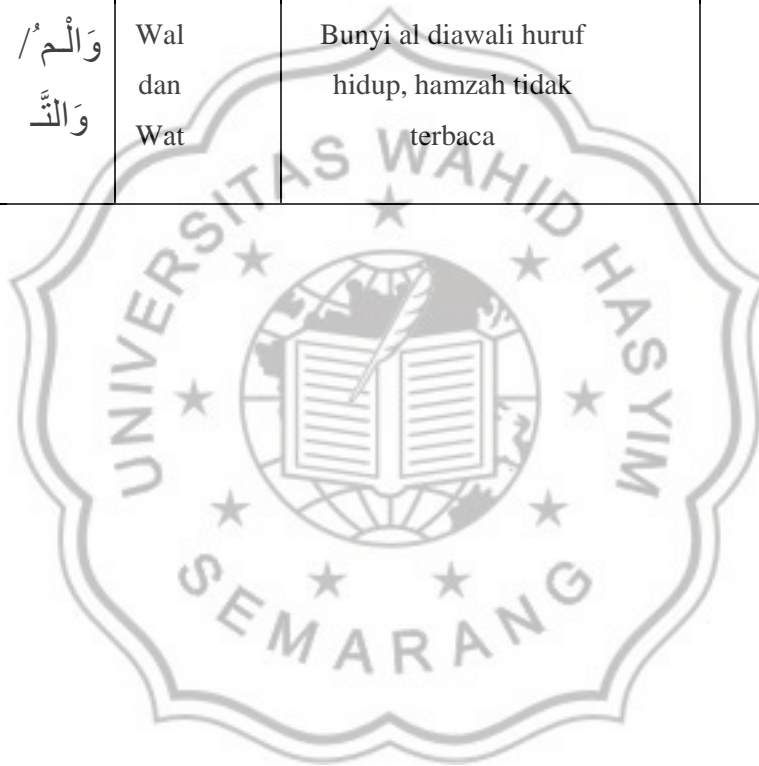 وَالْـمُ / Wal Bunyi al diawali huruf
dan hidup, hamzah tidak
وَالتَّـ Wat terbaca
UNIVERSITAS WAHID HASYIM
SEMARANG